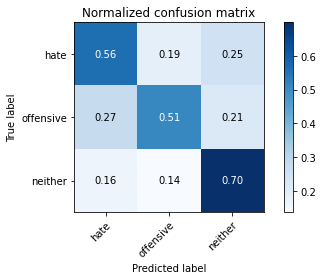 Normalized confusion matrix
True label
hate
0.56 0.19 0.25
offensive
0.27 0.51 0.21
neither
0.16 0.14 0.70
hate
offensive
neither
Predicted label
0.6
0.5
0.4
0.3
0.2